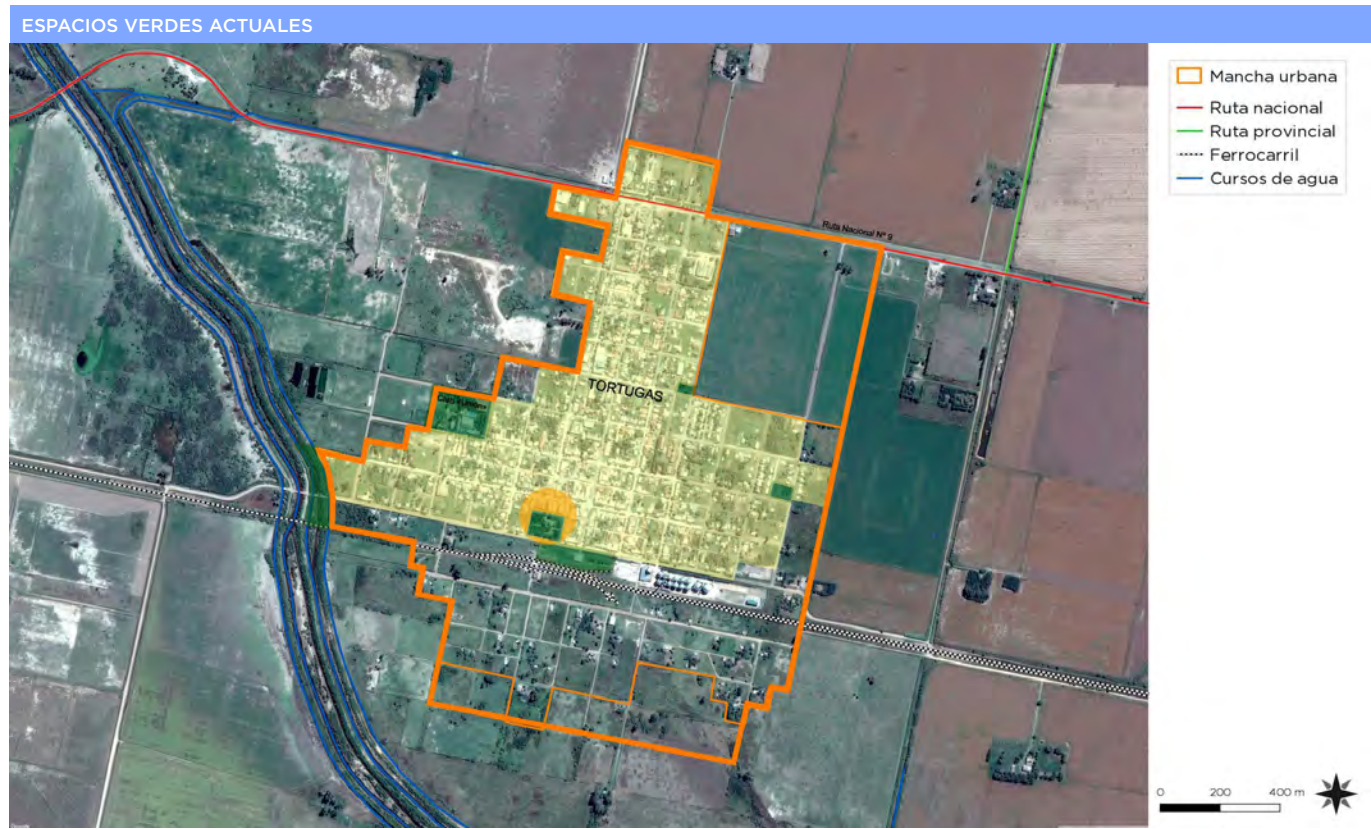 ESPACIOS VERDES ACTUALES
Mancha urbana
Ruta nacional
Ruta provincial
Ferrocarril
Cursos de agua
Ruta Nacional Nº 9
TORTUGAS
0 200 400 m